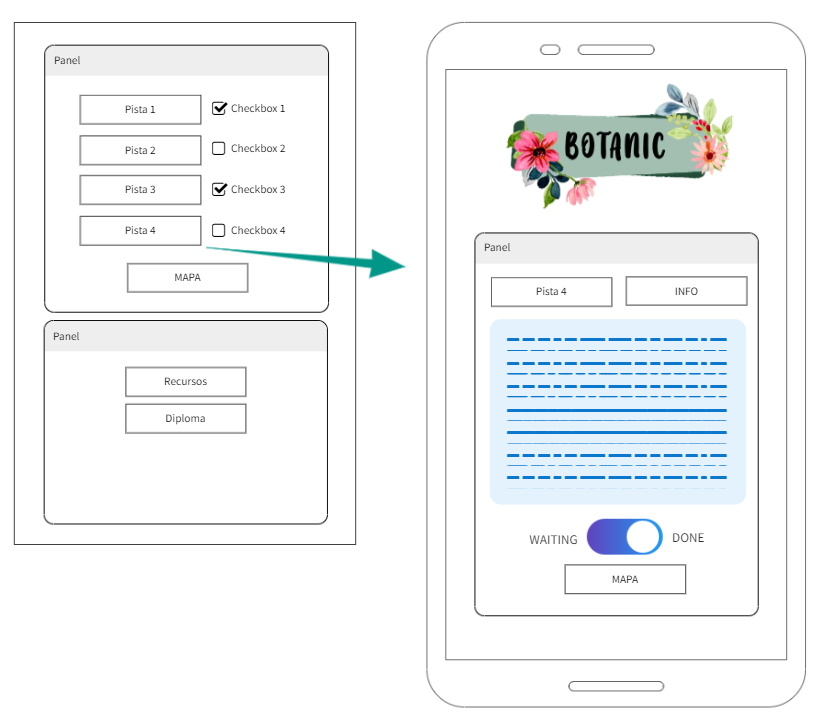 Panel
Pista 1
Checkbox 1
Pista 2
Checkbox 2
Pista 3
Checkbox 3
Pista 4
Checkbox 4
MAPA
Panel
Recursos
Diploma
BOTANIC
Panel
Pista 4
INFO
WAITING
DONE
MAPA